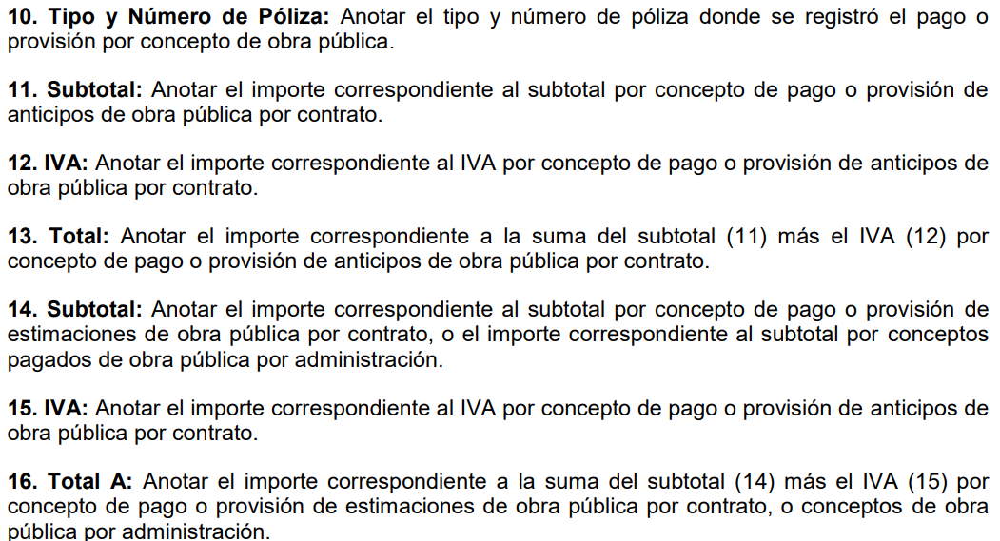 10. Tipo y Número de Póliza: Anotar el tipo y número de póliza donde se registró el pago o
provisión por concepto de obra pública.
11. Subtotal: Anotar el importe correspondiente al subtotal por concepto de pago o provisión de
anticipos de obra pública por contrato.
12. IVA: Anotar el importe correspondiente al IVA por concepto de pago o provisión de anticipos de
obra pública por contrato.
13. Total: Anotar el importe correspondiente a la suma del subtotal (11) más el IVA (12) por
concepto de pago o provisión de anticipos de obra pública por contrato.
14. Subtotal: Anotar el importe correspondiente al subtotal por concepto de pago o provisión de
estimaciones de obra pública por contrato, o el importe correspondiente al subtotal por conceptos
pagados de obra pública por administración.
15. IVA: Anotar el importe correspondiente al IVA por concepto de pago o provisión de anticipos de
obra pública por contrato.
16. Total A: Anotar el importe correspondiente a la suma del subtotal (14) más el IVA (15) por
concepto de pago o provisión de estimaciones de obra pública por contrato, o conceptos de obra
pública por administración.